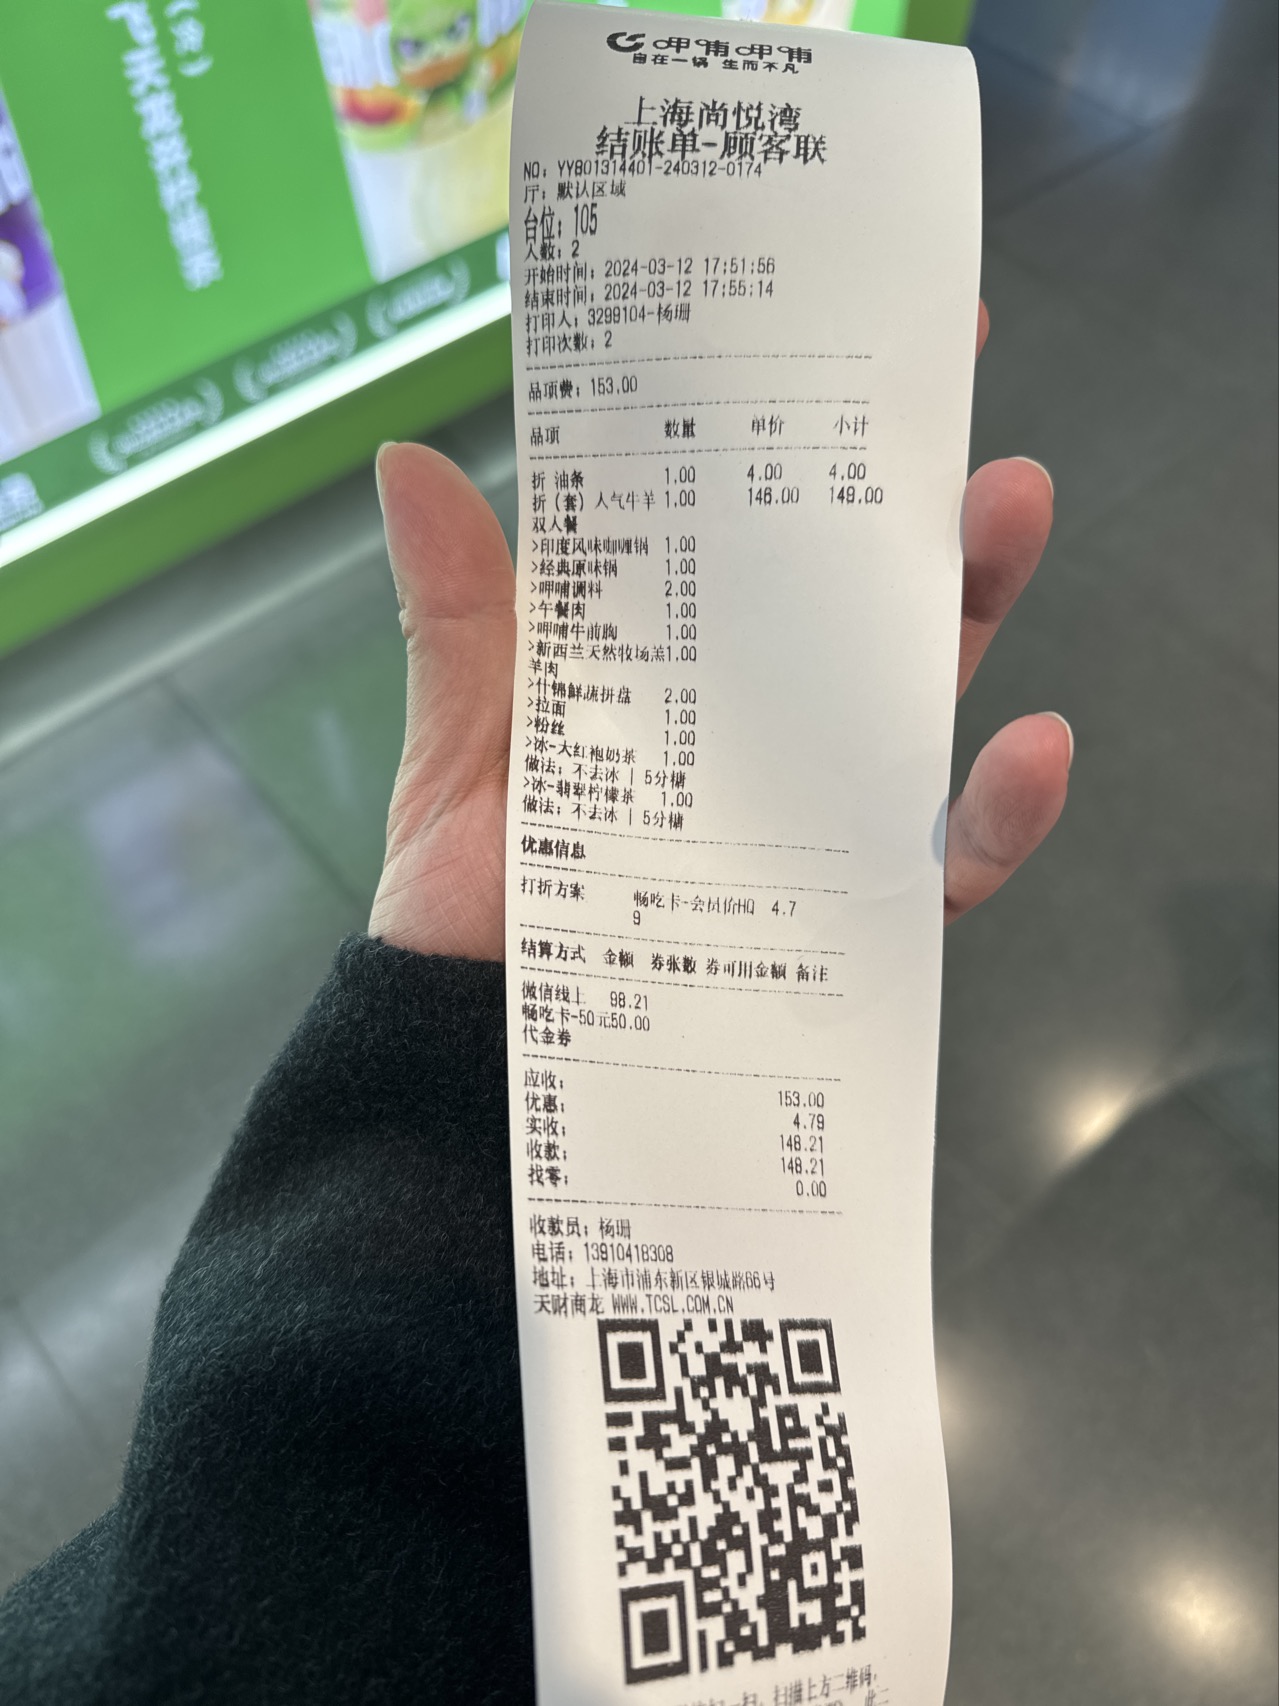 呷哺呷哺
自在一锅 生而不凡
上海尚悦湾
结账单-顾客联
NO: YY801314401-240312-0174
厅: 默认区域
台位: 105
人数: 2
开始时间: 2024-03-12 17:51:56
结束时间: 2024-03-12 17:55:14
打印人: 3299104-杨珊
打印次数: 2
品项费: 153.00
品项 数量 单价 小计
折 油条 1.00 4.00 4.00
折(套) 人气牛羊 1.00 146.00 149.00
双人餐
>印度风味咖喱锅 1.00
>经典原味锅 1.00
>呷哺调料 2.00
>午餐肉 1.00
>呷哺牛前胸 1.00
>新西兰天然牧场羔1.00
羊肉
>什锦鲜蔬拼盘 2.00
>拉面 1.00
>粉丝 1.00
>冰-大红袍奶茶 1.00
做法: 不去冰 | 5分糖
>冰-翡翠柠檬茶 1.00
做法: 不去冰 | 5分糖
优惠信息
打折方案 畅吃卡-会员价HQ 4.7
9
结算方式 金额 券张数 券可用金额 备注
微信线上 98.21
畅吃卡-50元50.00
代金券
应收: 153.00
优惠: 4.79
实收: 148.21
收款: 148.21
找零: 0.00
收款员: 杨珊
电话: 13910418308
地址: 上海市浦东新区银城路66号
天财商龙 WWW.TCSL.COM.CN
扫描上方二维码,